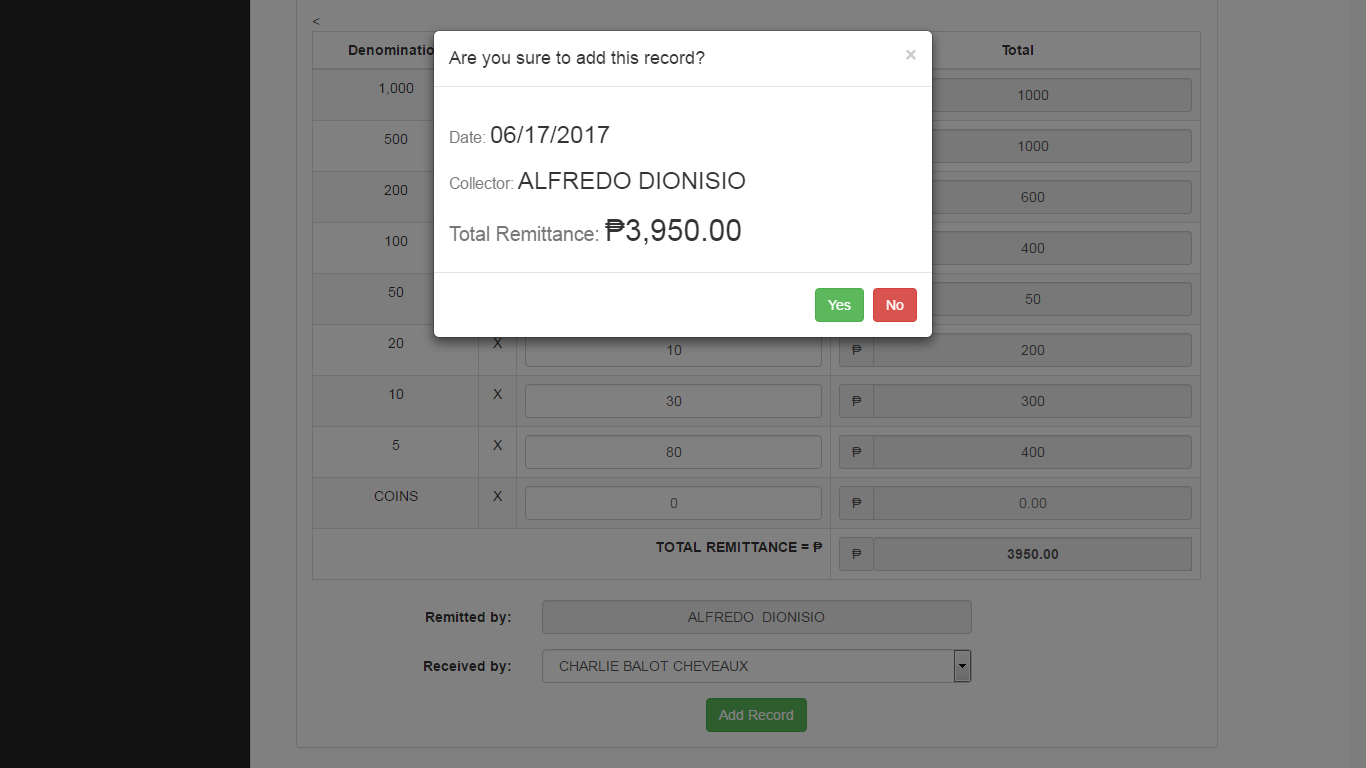 <
Denominatio Total
Are you sure to add this record? ×
Date: 06/17/2017
Collector: ALFREDO DIONISIO
Total Remittance: ₱3,950.00
Yes No
1,000 1000
500 1000
200 600
100 400
50 50
20 X 10 ₱ 200
10 X 30 ₱ 300
5 X 80 ₱ 400
COINS X 0 ₱ 0.00
TOTAL REMITTANCE = ₱ ₱ 3950.00
Remitted by: ALFREDO DIONISIO
Received by: CHARLIE BALOT CHEVEAUX
Add Record